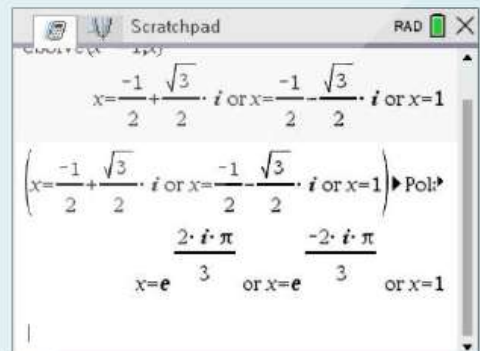 Scratchpad RAD
x=-1/2+√3/2·i or x=-1/2-√3/2·i or x=1
(x=-1/2+√3/2·i or x=-1/2-√3/2·i or x=1)▶Pol
x=e^(2·i·π/3) or x=e^(-2·i·π/3) or x=1